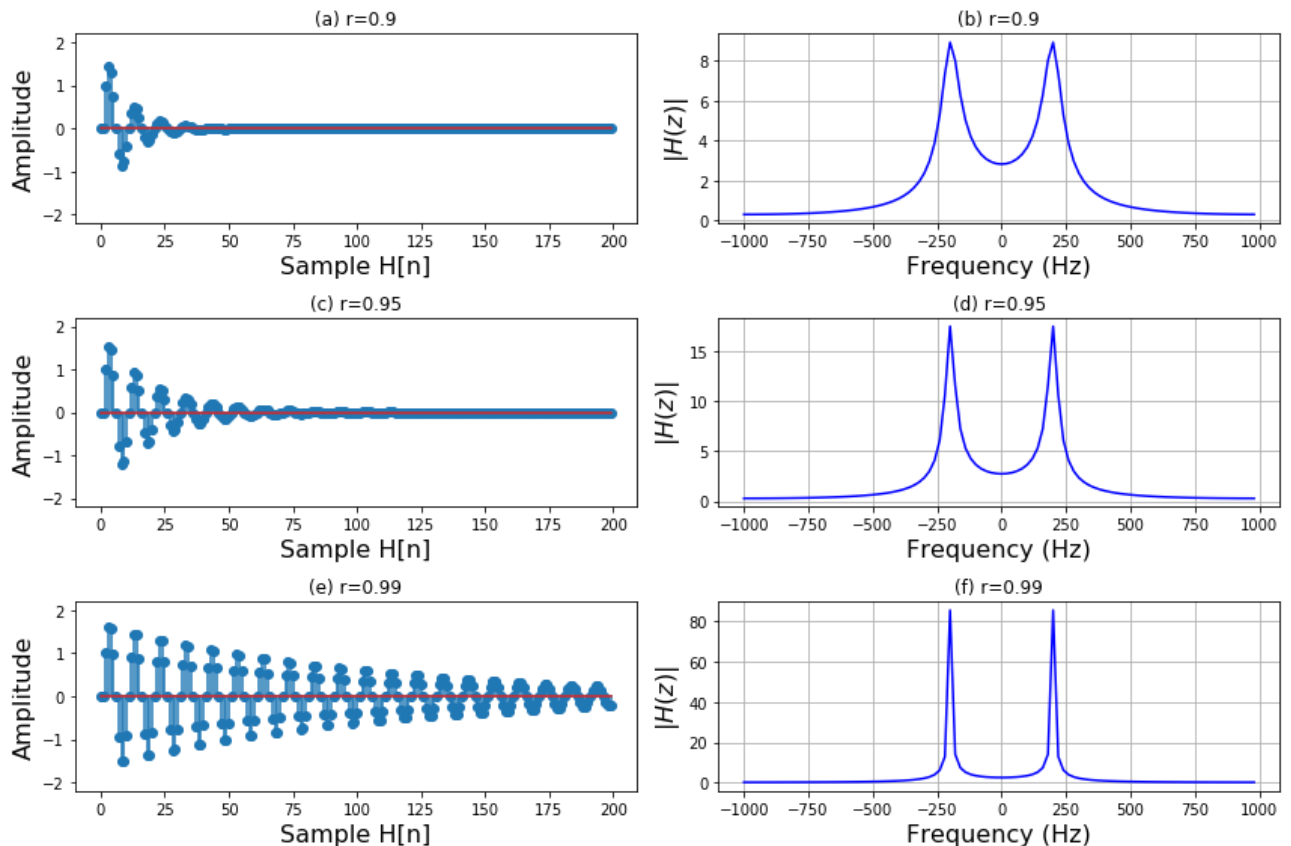 (a) r=0.9
Amplitude
2
1
0
−1
−2
0 25 50 75 100 125 150 175 200
Sample H[n]
(b) r=0.9
|H(z)|
8
6
4
2
0
−1000 −750 −500 −250 0 250 500 750 1000
Frequency (Hz)
(c) r=0.95
Amplitude
2
1
0
−1
−2
0 25 50 75 100 125 150 175 200
Sample H[n]
(d) r=0.95
|H(z)|
15
10
5
0
−1000 −750 −500 −250 0 250 500 750 1000
Frequency (Hz)
(e) r=0.99
Amplitude
2
1
0
−1
−2
0 25 50 75 100 125 150 175 200
Sample H[n]
(f) r=0.99
|H(z)|
80
60
40
20
0
−1000 −750 −500 −250 0 250 500 750 1000
Frequency (Hz)